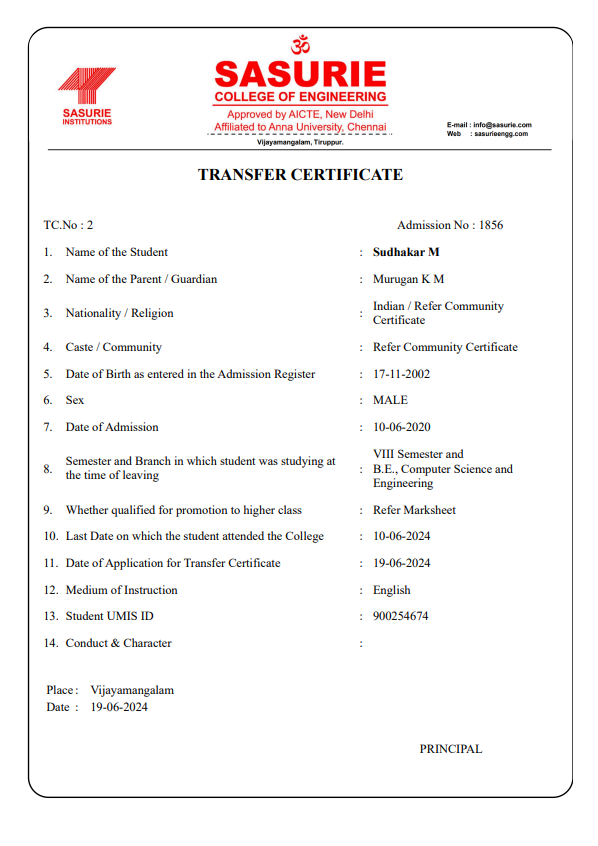 ॐ
SASURIE
COLLEGE OF ENGINEERING
Approved by AICTE, New Delhi
Affiliated to Anna University, Chennai
Vijayamangalam, Tiruppur.
SASURIE
INSTITUTIONS
E-mail : info@sasurie.com
Web : sasurieengg.com
TRANSFER CERTIFICATE
TC.No : 2 Admission No : 1856
1. Name of the Student : Sudhakar M
2. Name of the Parent / Guardian : Murugan K M
3. Nationality / Religion : Indian / Refer Community
Certificate
4. Caste / Community : Refer Community Certificate
5. Date of Birth as entered in the Admission Register : 17-11-2002
6. Sex : MALE
7. Date of Admission : 10-06-2020
8. Semester and Branch in which student was studying at
the time of leaving : VIII Semester and
B.E., Computer Science and
Engineering
9. Whether qualified for promotion to higher class : Refer Marksheet
10. Last Date on which the student attended the College : 10-06-2024
11. Date of Application for Transfer Certificate : 19-06-2024
12. Medium of Instruction : English
13. Student UMIS ID : 900254674
14. Conduct & Character :
Place : Vijayamangalam
Date : 19-06-2024
PRINCIPAL